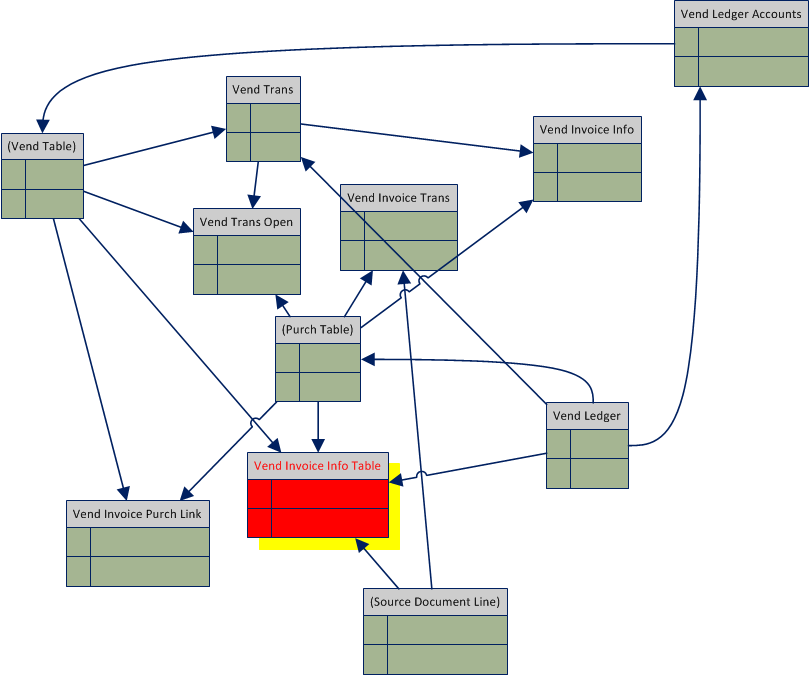 Vend Ledger Accounts
Vend Trans
Vend Invoice Info
(Vend Table)
Vend Invoice Trans
Vend Trans Open
(Purch Table)
Vend Ledger
Vend Invoice Info Table
Vend Invoice Purch Link
(Source Document Line)